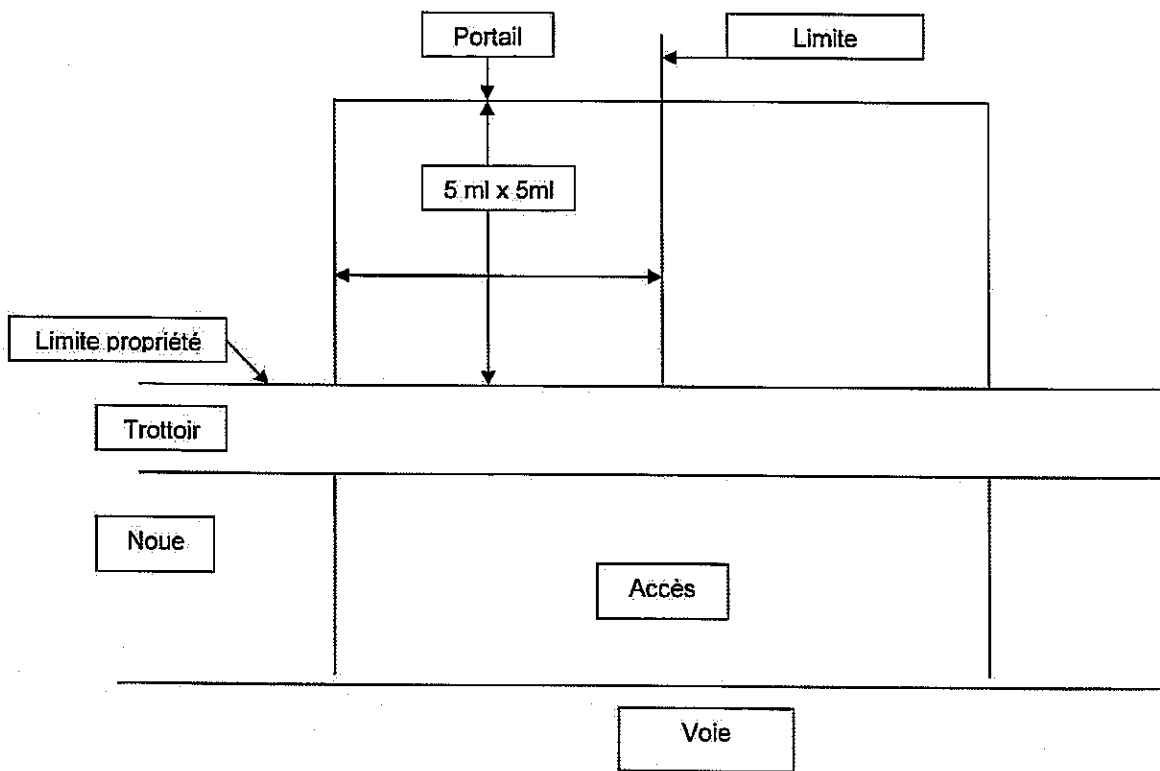 Portail
Limite
5 ml x 5ml
Limite propriété
Trottoir
Noue
Accès
Voie